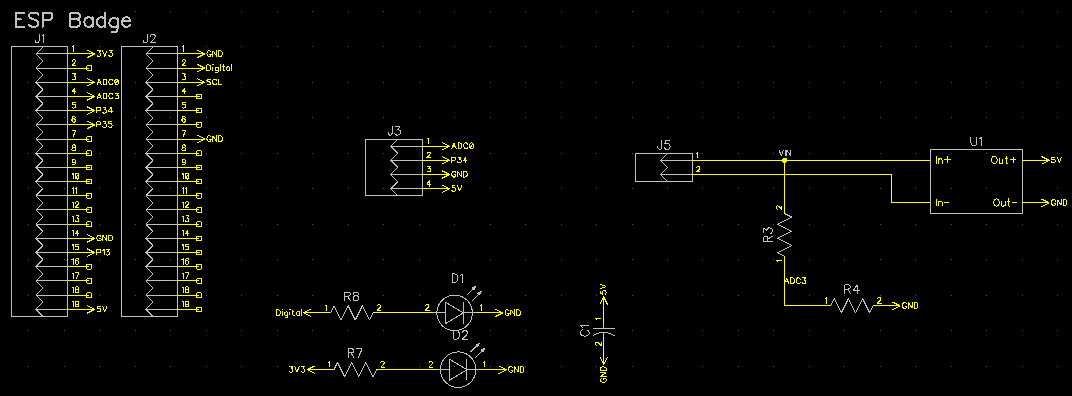 ESP Badge
J1
1 3V3
2
3 ADC0
4 ADC3
5 P34
6 P35
7
8
9
10
11
12
13
14 GND
15 P13
16
17
18
19 5V
J2
1 GND
2 Digital
3 SCL
4
5
6
7 GND
8
9
10
11
12
13
14
15
16
17
18
19
J3
1 ADC0
2 P34
3 GND
4 5V
J5
1
2
VIN
U1
In+ Out+ 5V
In- Out- GND
2
R3
1
ADC3
R4
1 2 GND
D1
R8
Digital 1 2 2 1 GND
D2
R7
3V3 1 2 2 1 GND
5V
1
C1
2
GND